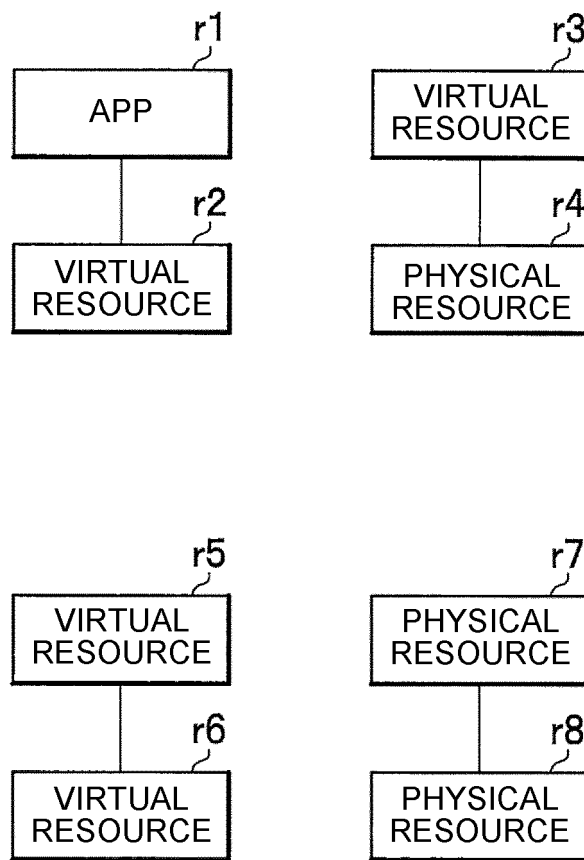 r1
APP
r2
VIRTUAL
RESOURCE
r3
VIRTUAL
RESOURCE
r4
PHYSICAL
RESOURCE
r5
VIRTUAL
RESOURCE
r6
VIRTUAL
RESOURCE
r7
PHYSICAL
RESOURCE
r8
PHYSICAL
RESOURCE